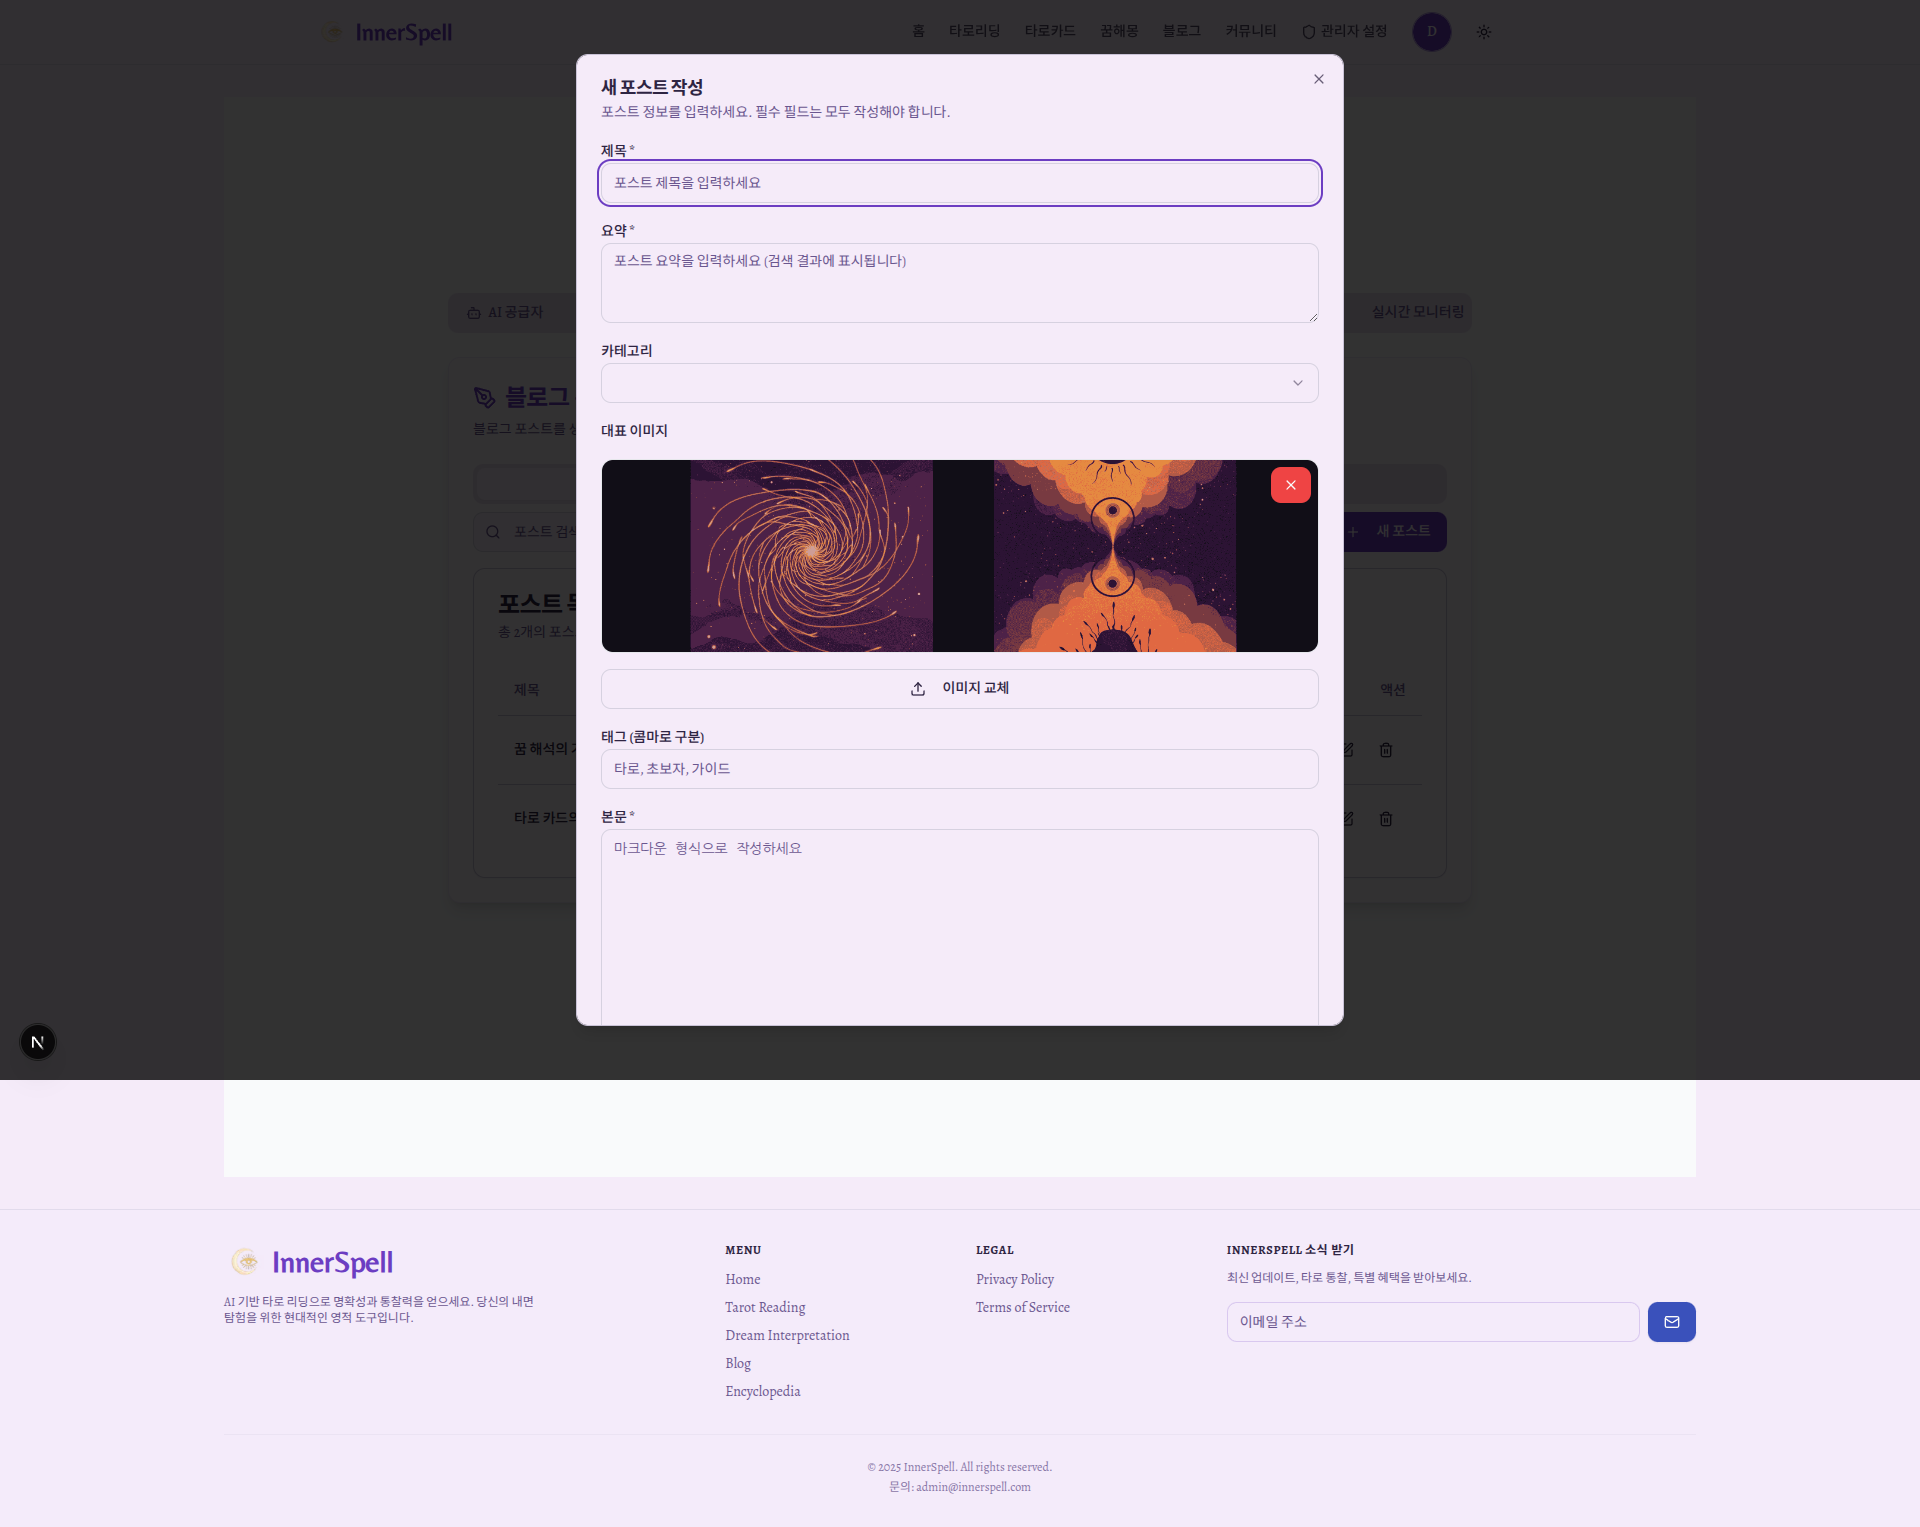 InnerSpell
홈
타로리딩
타로카드
꿈해몽
블로그
커뮤니티
관리자 설정
D
새 포스트 작성
포스트 정보를 입력하세요. 필수 필드는 모두 작성해야 합니다.
제목 *
포스트 제목을 입력하세요
요약 *
포스트 요약을 입력하세요 (검색 결과에 표시됩니다)
AI 공급자
실시간 모니터링
카테고리
블로그
블로그 포스트를
대표 이미지
포스트
새 포스트
포스트
총 2개의 포스
이미지 교체
제목
액션
태그 (콤마로 구분)
꿈 해석의
타로, 초보자, 가이드
본문 *
타로 카드의
마크다운 형식으로 작성하세요
N
InnerSpell
AI 기반 타로 리딩으로 명확성과 통찰력을 얻으세요. 당신의 내면
탐험을 위한 현대적인 영적 도구입니다.
MENU
Home
Tarot Reading
Dream Interpretation
Blog
Encyclopedia
LEGAL
Privacy Policy
Terms of Service
INNERSPELL 소식 받기
최신 업데이트, 타로 통찰, 특별 혜택을 받아보세요.
이메일 주소
© 2025 InnerSpell. All rights reserved.
문의: admin@innerspell.com